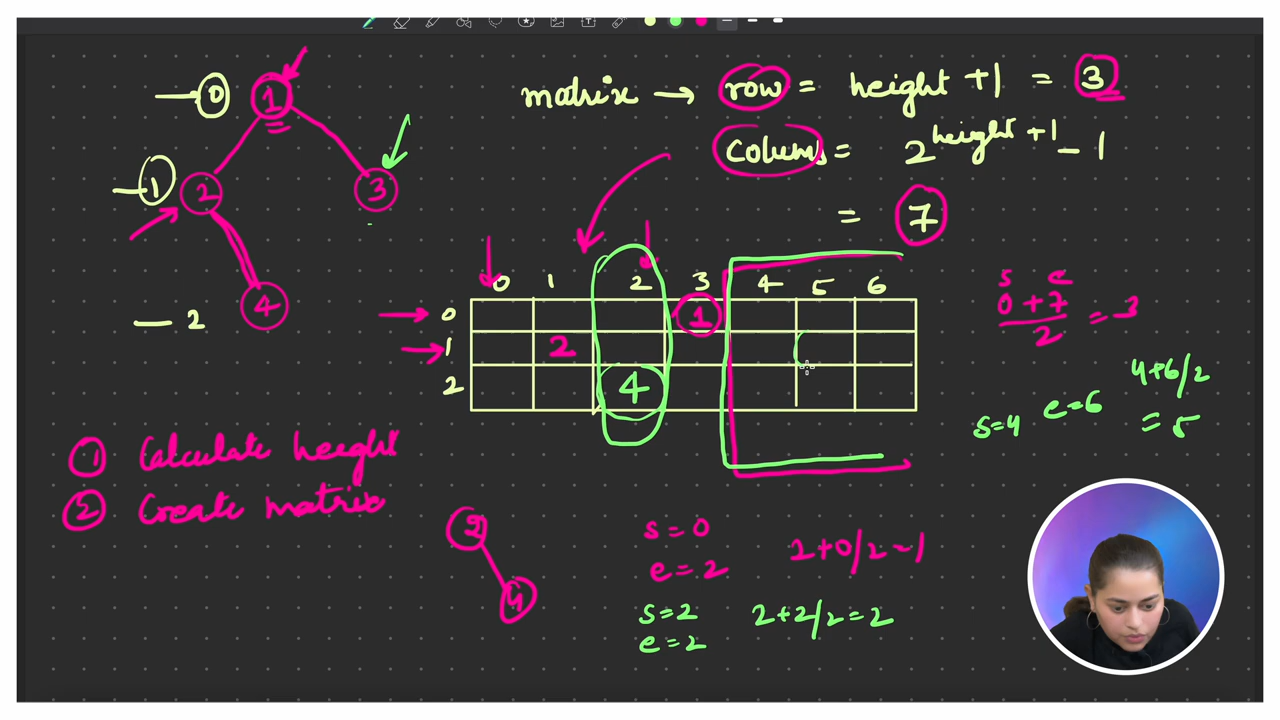 0
1
matrix → row = height + 1 = 3
column = 2^height + 1 - 1
1
2
3
= 7
0 1 2 3 4 5 6
4
2
0
1
1
2
2
4
s e
0 + 7
2
= 3
4+6/2
= 5
s=4 e=6
① Calculate height
② Create matrix
2
4
s = 0
e = 2
2+0/2 = 1
s=2
e=2
2+2/2=2